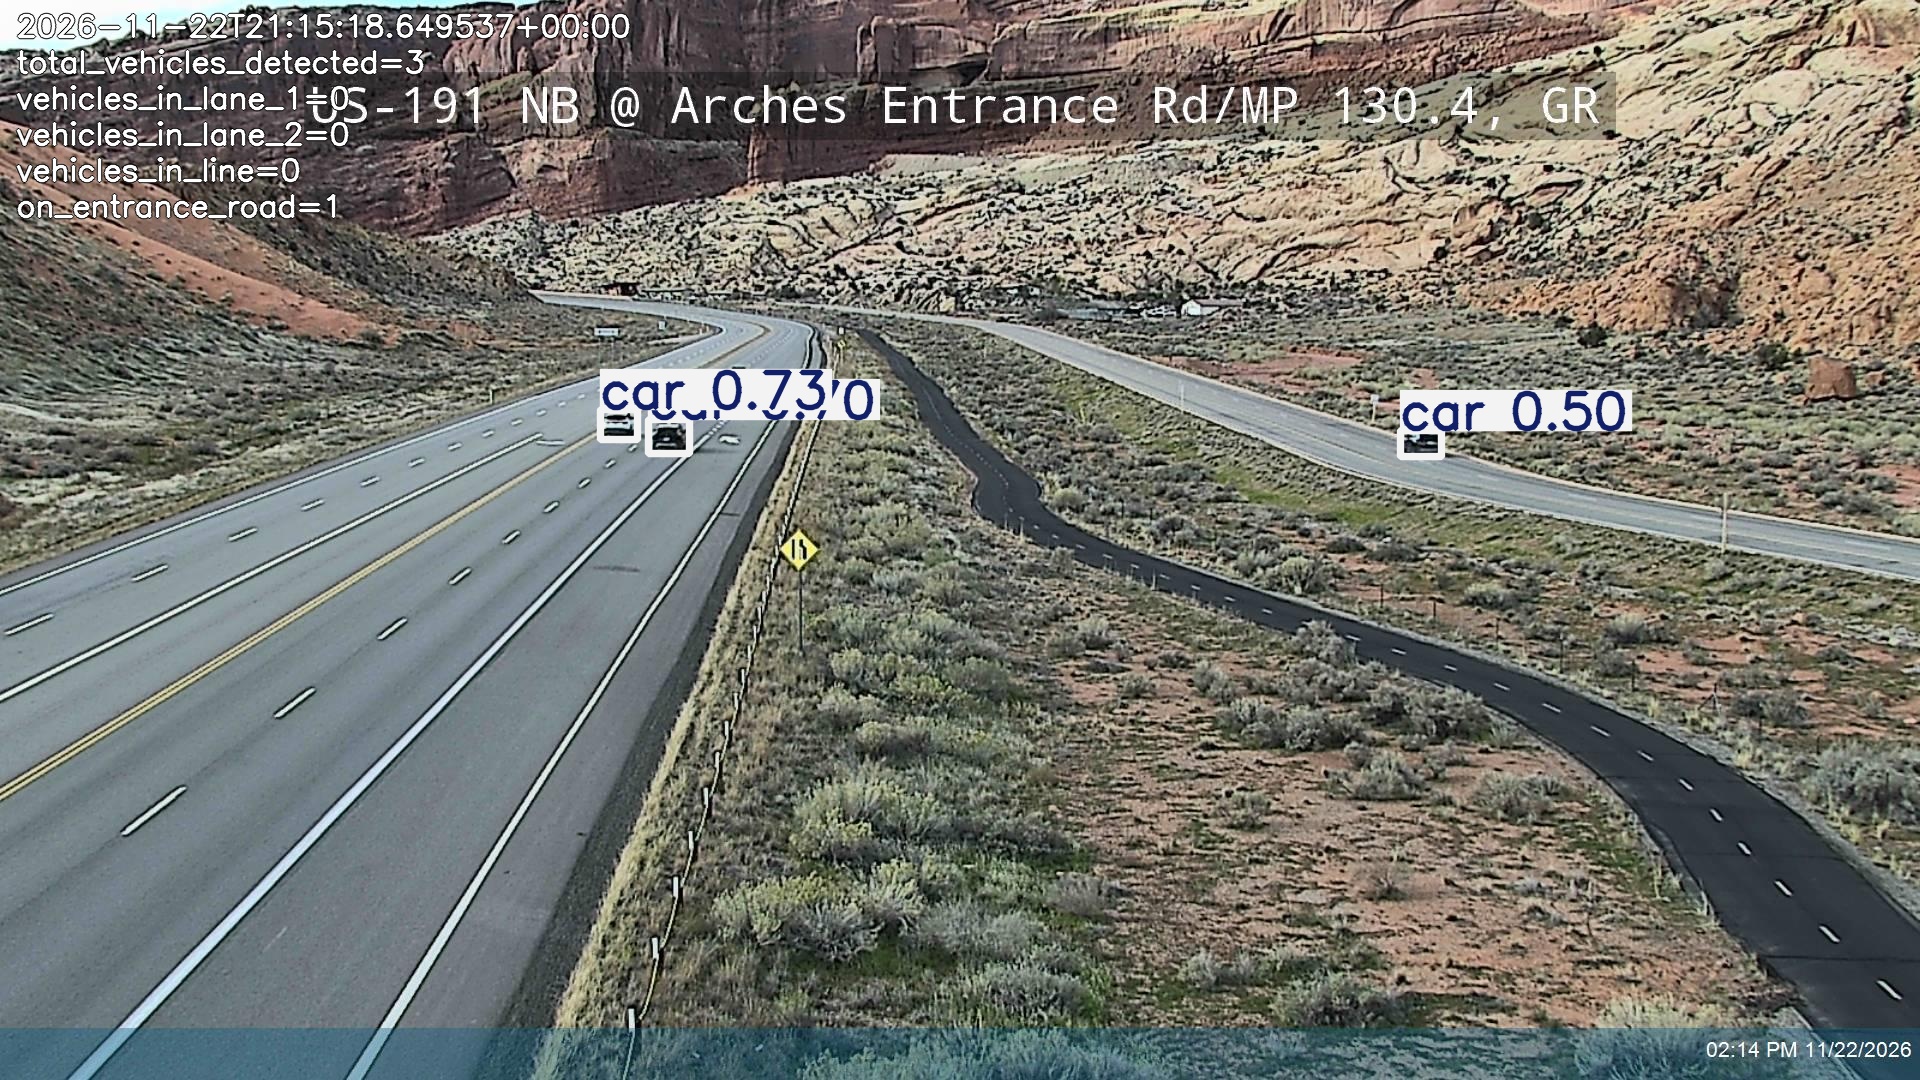 2026-11-22T21:15:18.649537+00:00
total_vehicles_detected=3
vehicles_in_lane_1=0
US-191 NB @ Arches Entrance Rd/MP 130.4, GR
vehicles_in_lane_2=0
vehicles_in_line=0
on_entrance_road=1
car 0.73
car 0.50
02:14 PM 11/22/2026